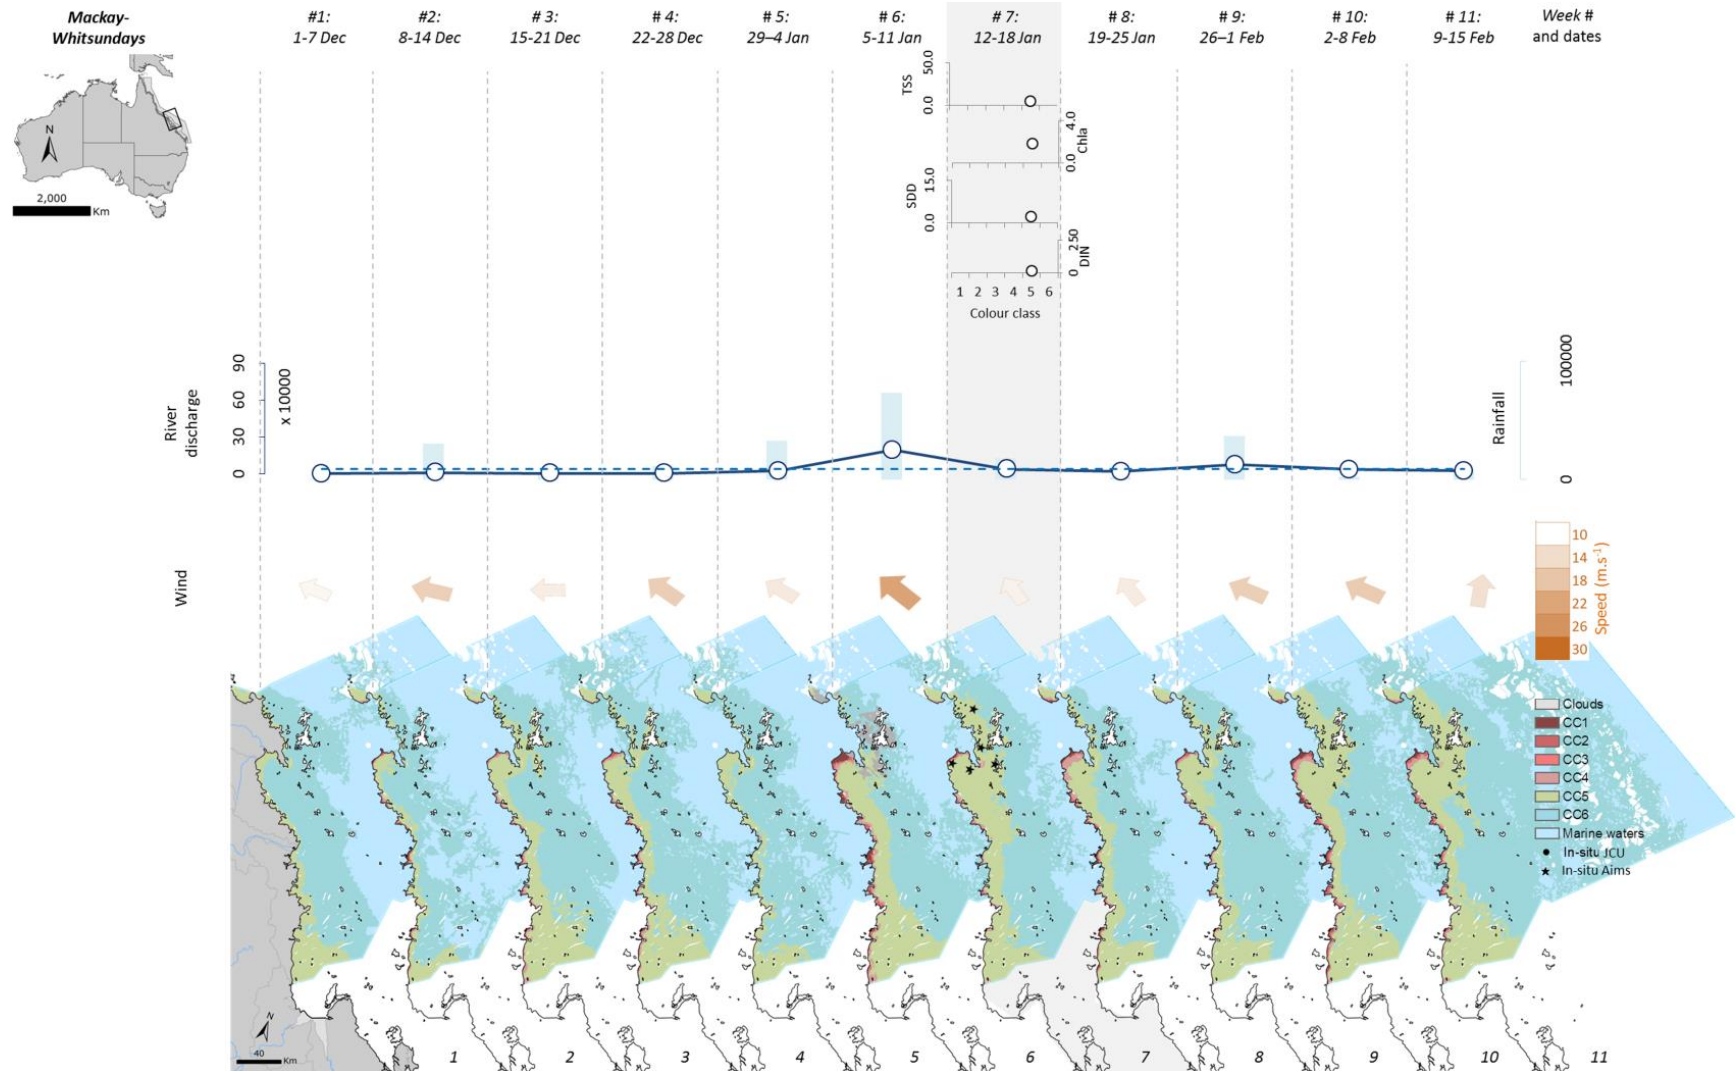 Mackay-
Whitsundays
#1:
1-7 Dec
#2:
8-14 Dec
# 3:
15-21 Dec
# 4:
22-28 Dec
# 5:
29–4 Jan
# 6:
5-11 Jan
# 7:
12-18 Jan
# 8:
19-25 Jan
# 9:
26–1 Feb
# 10:
2-8 Feb
# 11:
9-15 Feb
Week #
and dates
N
2,000
Km
TSS
50.0
0.0
Chla
4.0
0.0
SDD
15.0
0.0
DIN
250
0
1 2 3 4 5 6
Colour class
River
discharge
90
60
30
0
x 10000
Rainfall
100000
0
Wind
10
14
18
22
26
30
Speed (m.s-1)
Clouds
CC1
CC2
CC3
CC4
CC5
CC6
Marine waters
In-situ JCU
In-situ Aims
N
40
Km
1 2 3 4 5 6 7 8 9 10 11